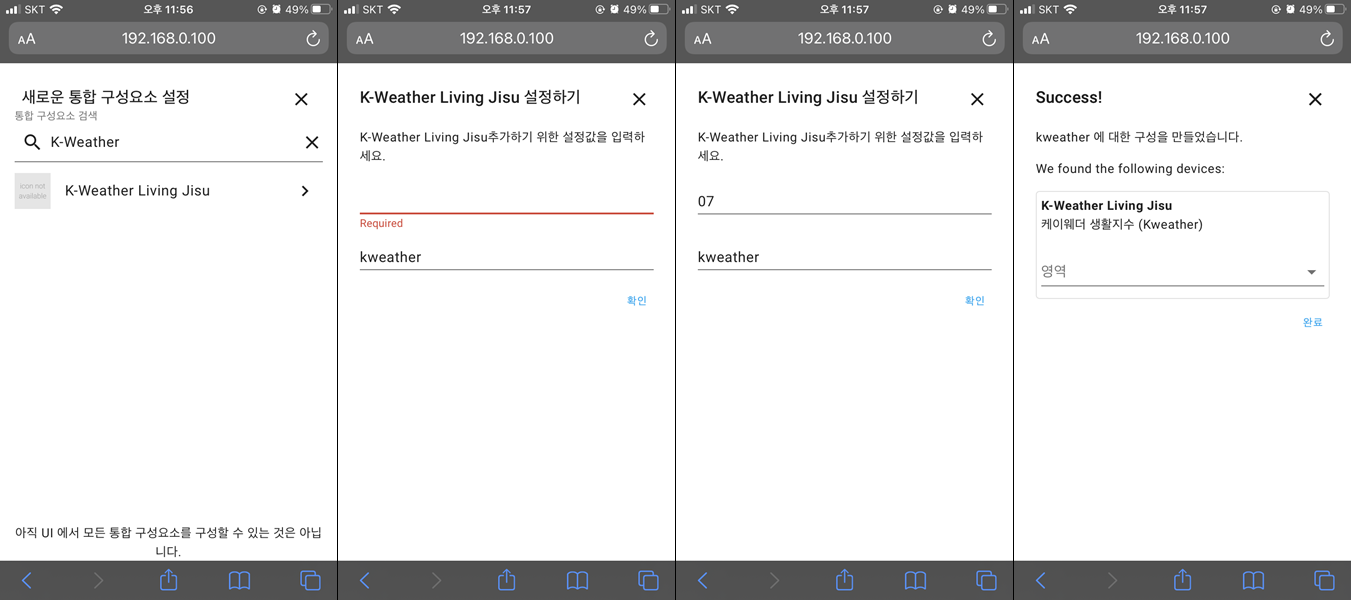 SKT 오후 11:56 49%
AA 192.168.0.100
새로운 통합 구성요소 설정
통합 구성요소 검색
K-Weather
icon not
available
K-Weather Living Jisu
아직 UI 에서 모든 통합 구성요소를 구성할 수 있는 것은 아닙
니다.
SKT 오후 11:57 49%
AA 192.168.0.100
K-Weather Living Jisu 설정하기
K-Weather Living Jisu추가하기 위한 설정값을 입력하
세요.
Required
kweather
확인
SKT 오후 11:57 49%
AA 192.168.0.100
K-Weather Living Jisu 설정하기
K-Weather Living Jisu추가하기 위한 설정값을 입력하
세요.
07
kweather
확인
SKT 오후 11:57 49%
AA 192.168.0.100
Success!
kweather 에 대한 구성을 만들었습니다.
We found the following devices:
K-Weather Living Jisu
케이웨더 생활지수 (Kweather)
영역
완료